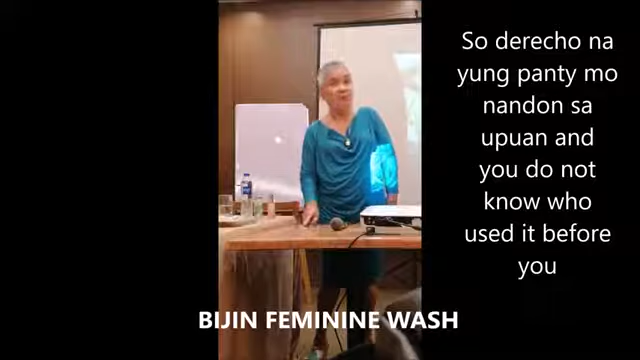 So derecho na
yung panty mo
nandon sa
upuan and
you do not
know who
used it before
you
BIJIN FEMININE WASH